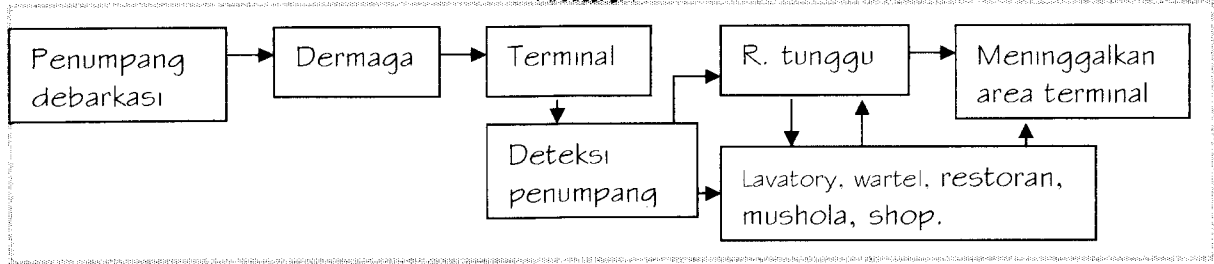 Penumpang
debarkasi
Dermaga
Terminal
Deteksi
penumpang
R. tunggu
Lavatory, wartel, restoran,
mushola, shop.
Meninggalkan
area terminal